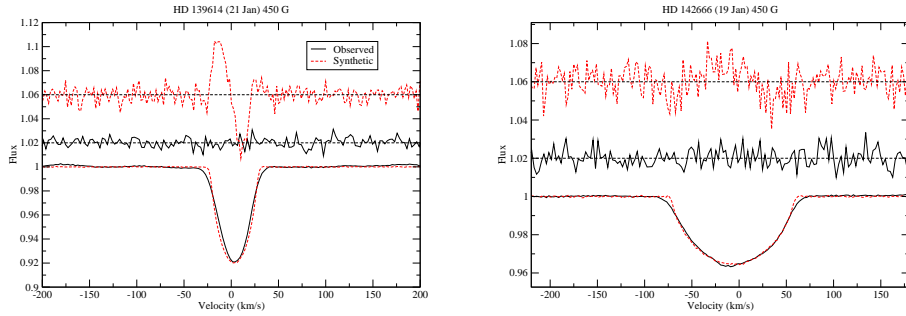 HD 139614 (21 Jan) 450 G
1.12
1.1
1.08
1.06
1.04
1.02
1
0.98
0.96
0.94
0.92
0.9
Flux
Observed
Synthetic
-200 -150 -100 -50 0 50 100 150 200
Velocity (km/s)
HD 142666 (19 Jan) 450 G
1.08
1.06
1.04
1.02
1
0.98
0.96
Flux
-200 -150 -100 -50 0 50 100 150
Velocity (km/s)